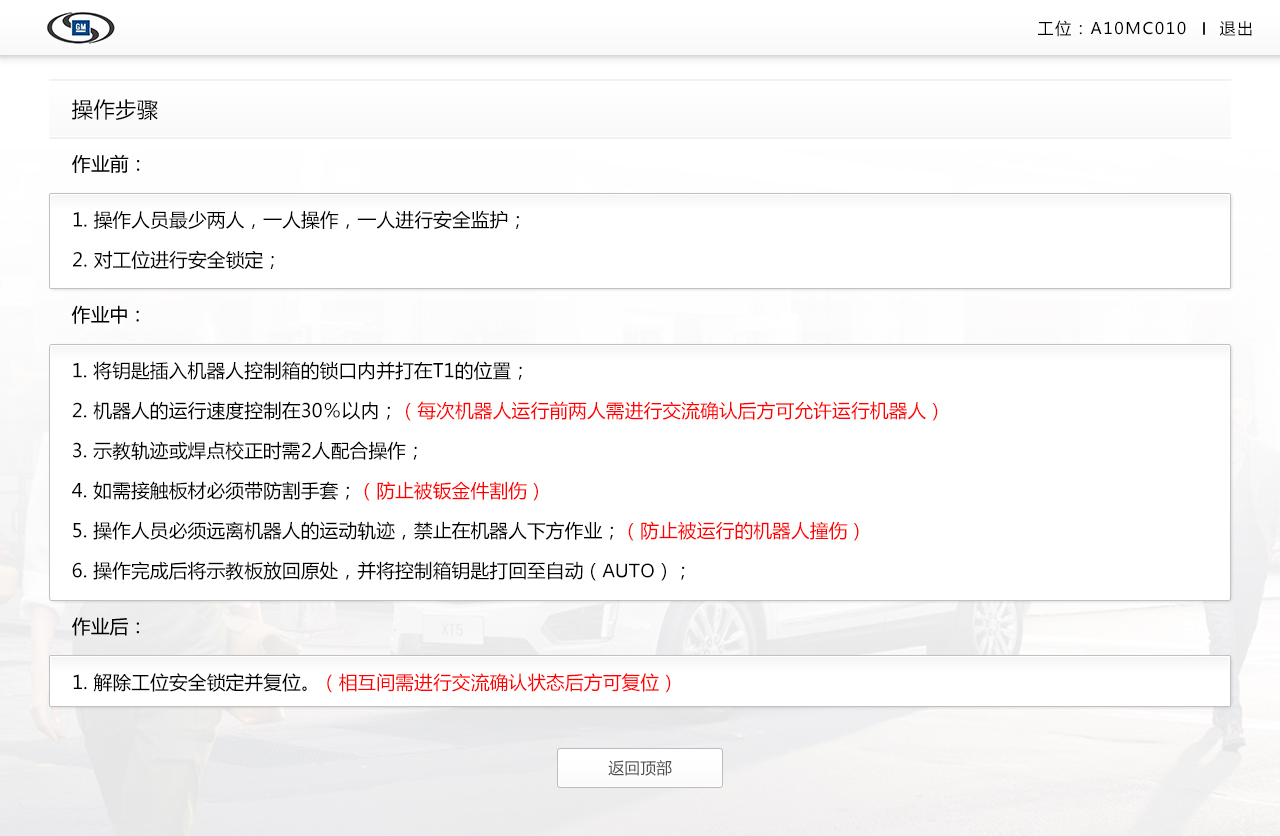 GM
工位：A10MC010 | 退出
操作步骤
作业前：
1. 操作人员最少两人，一人操作，一人进行安全监护；
2. 对工位进行安全锁定；
作业中：
1. 将钥匙插入机器人控制箱的锁口内并打在T1的位置；
2. 机器人的运行速度控制在30%以内；（每次机器人运行前两人需进行交流确认后方可允许运行机器人）
3. 示教轨迹或焊点校正时需2人配合操作；
4. 如需接触板材必须带防割手套；（防止被钣金件割伤）
5. 操作人员必须远离机器人的运动轨迹，禁止在机器人下方作业；（防止被运行的机器人撞伤）
6. 操作完成后将示教板放回原处，并将控制箱钥匙打回至自动（AUTO）；
XT5
作业后：
1. 解除工位安全锁定并复位。（相互间需进行交流确认状态后方可复位）
返回顶部